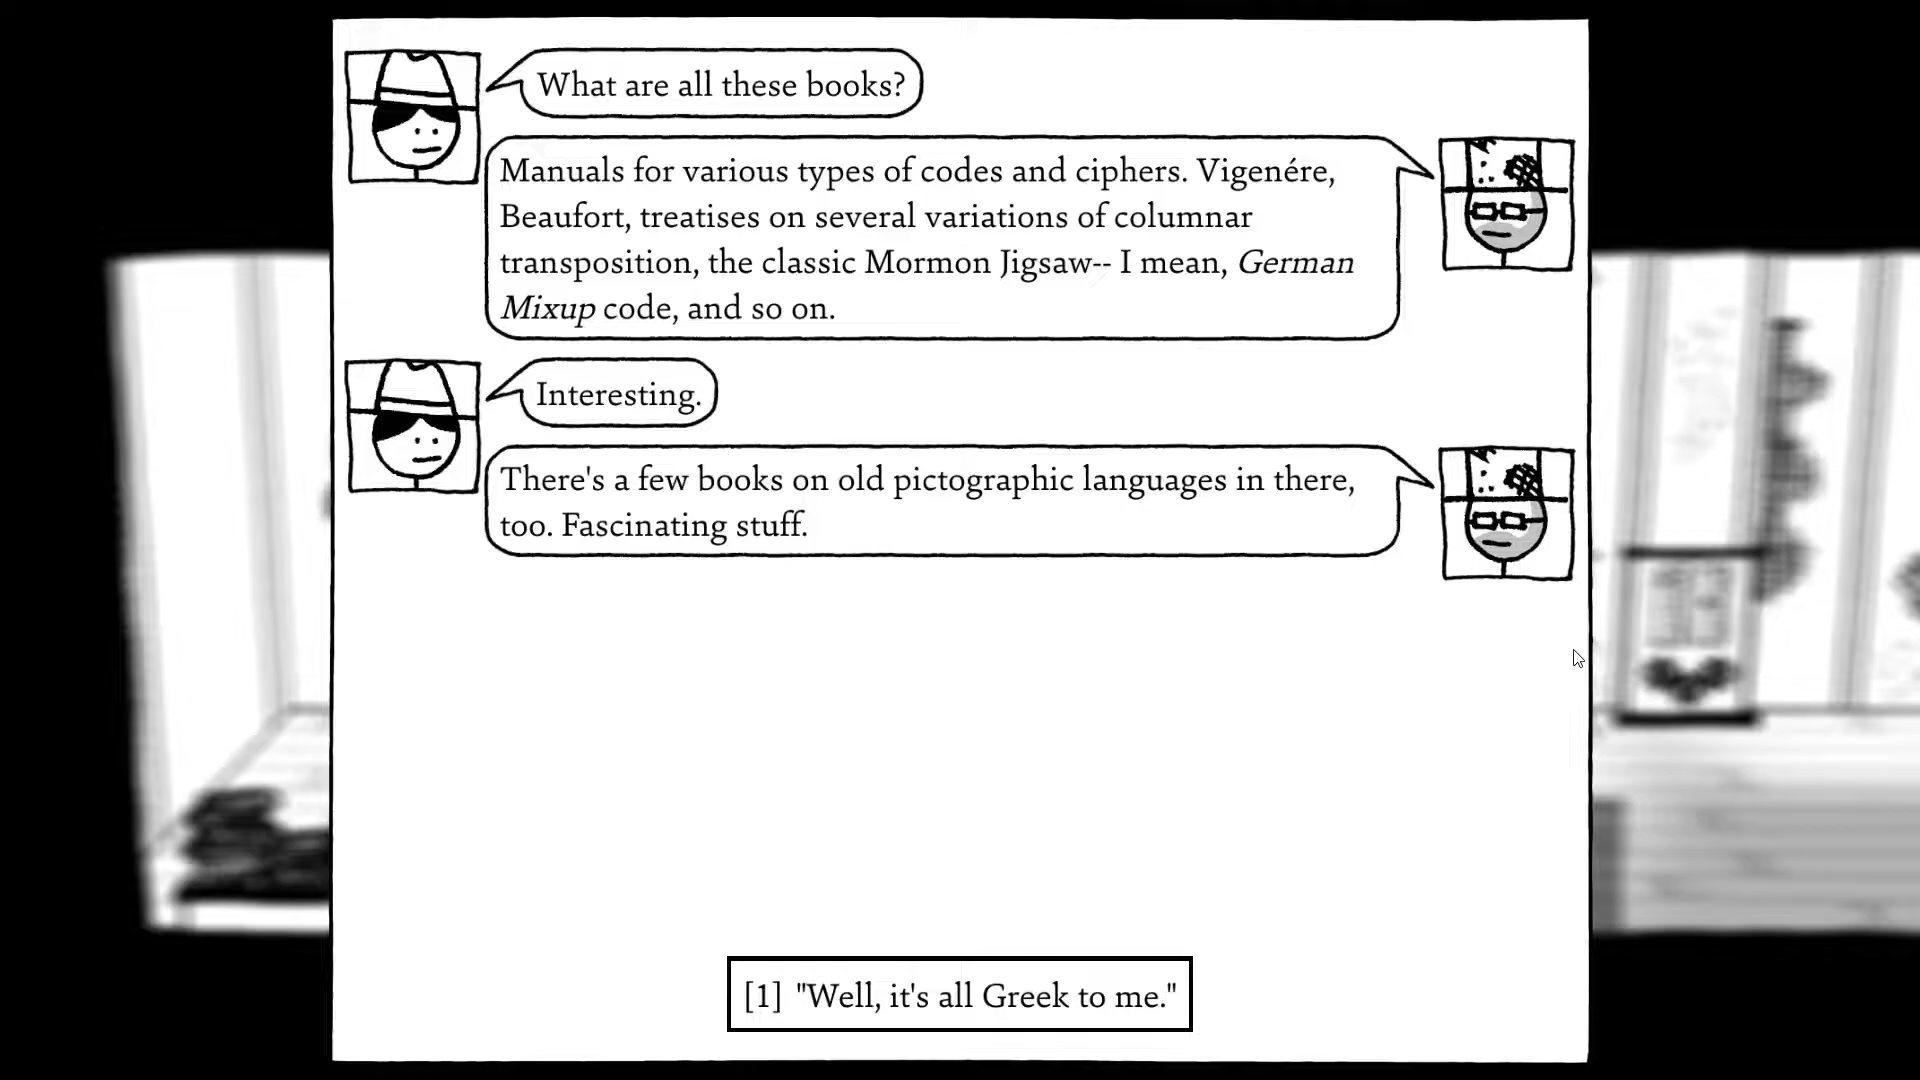 What are all these books?
Manuals for various types of codes and ciphers. Vigenére,
Beaufort, treatises on several variations of columnar
transposition, the classic Mormon Jigsaw-- I mean, German
Mixup code, and so on.
Interesting.
There's a few books on old pictographic languages in there,
too. Fascinating stuff.
[1] "Well, it's all Greek to me."